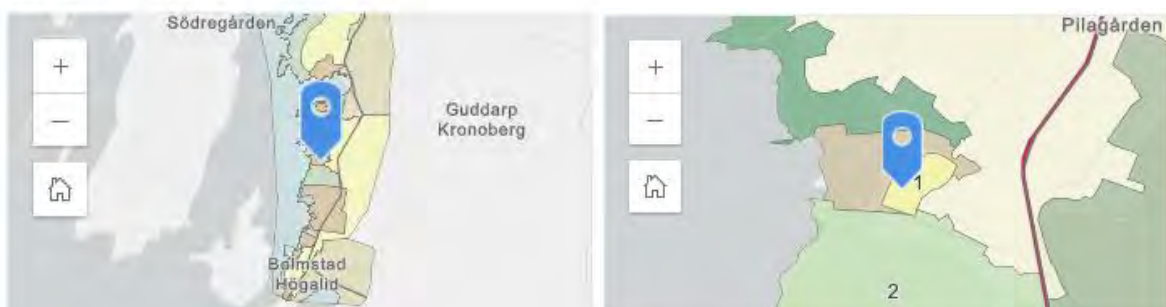 Södregården
Guddarp
Kronoberg
Bolmstad
Högalid
Pilagården
1
2